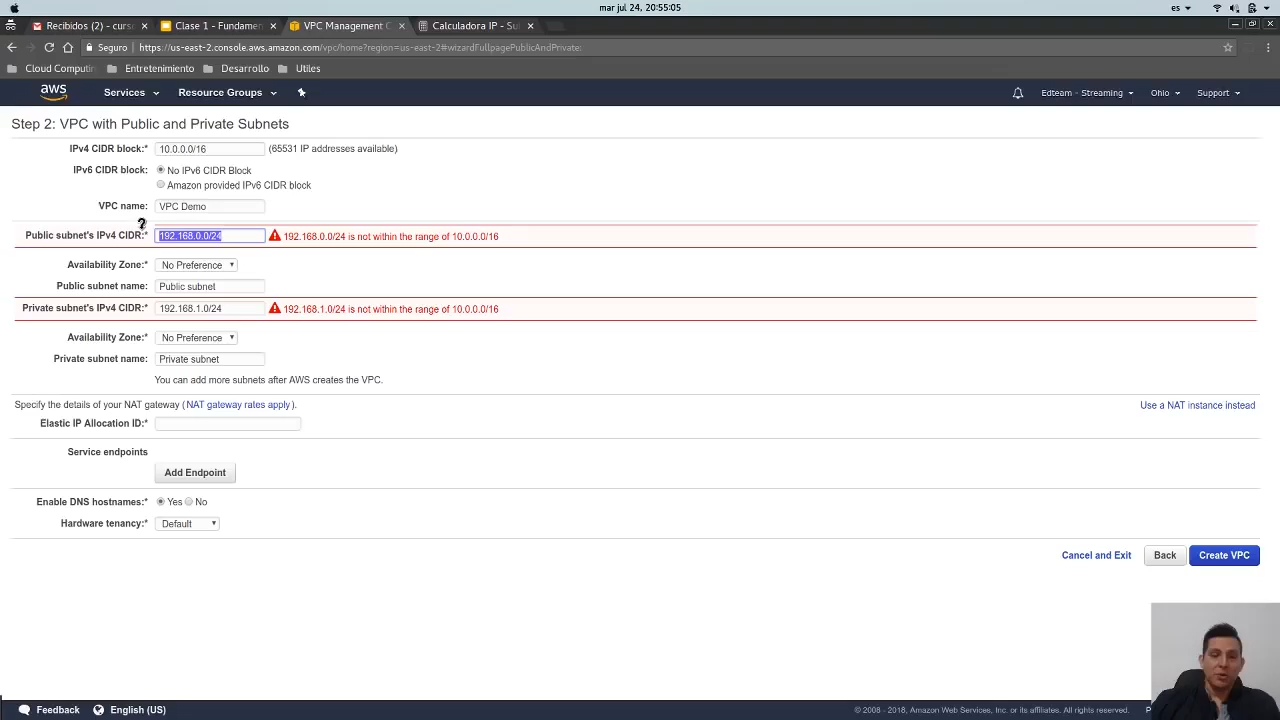 mar jul 24, 20:55:05
es
Recibidos (2) - curso
Clase 1 - Fundamen
VPC Management C
Calculadora IP - Sub
Seguro
https://us-east-2.console.aws.amazon.com/vpc/home?region=us-east-2#wizardFullpagePublicAndPrivate:
Cloud Computing
Entretenimiento
Desarrollo
Utiles
aws
Services
Resource Groups
Edteam - Streaming
Ohio
Support
Step 2: VPC with Public and Private Subnets
IPv4 CIDR block:* 10.0.0.0/16 (65531 IP addresses available)
IPv6 CIDR block: No IPv6 CIDR Block
Amazon provided IPv6 CIDR block
VPC name: VPC Demo
Public subnet's IPv4 CIDR:* 192.168.0.0/24 192.168.0.0/24 is not within the range of 10.0.0.0/16
Availability Zone:* No Preference
Public subnet name: Public subnet
Private subnet's IPv4 CIDR:* 192.168.1.0/24 192.168.1.0/24 is not within the range of 10.0.0.0/16
Availability Zone:* No Preference
Private subnet name: Private subnet
You can add more subnets after AWS creates the VPC.
Specify the details of your NAT gateway (NAT gateway rates apply).
Use a NAT instance instead
Elastic IP Allocation ID:*
Service endpoints
Add Endpoint
Enable DNS hostnames:* Yes No
Hardware tenancy:* Default
Cancel and Exit
Back
Create VPC
Feedback
English (US)
© 2008 - 2018, Amazon Web Services, Inc. or its affiliates. All rights reserved.